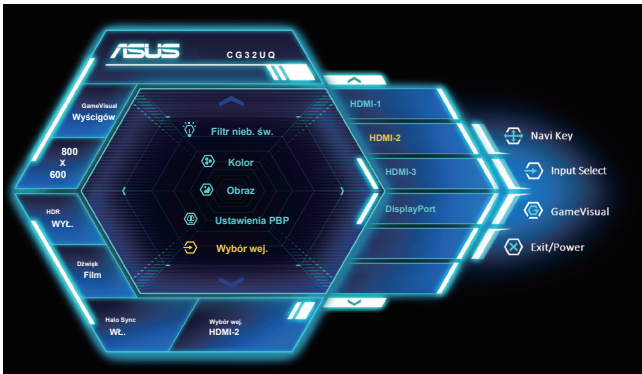 ASUS CG32UQ
GameVisual
Wyścigów
800
X
600
HDR
WYŁ.
Dźwięk
Film
Halo Sync
WŁ.
Wybór wej.
HDMI-2
Filtr nieb. św.
Kolor
Obraz
Ustawienia PBP
Wybór wej.
HDMI-1
HDMI-2
HDMI-3
DisplayPort
Navi Key
Input Select
GameVisual
Exit/Power